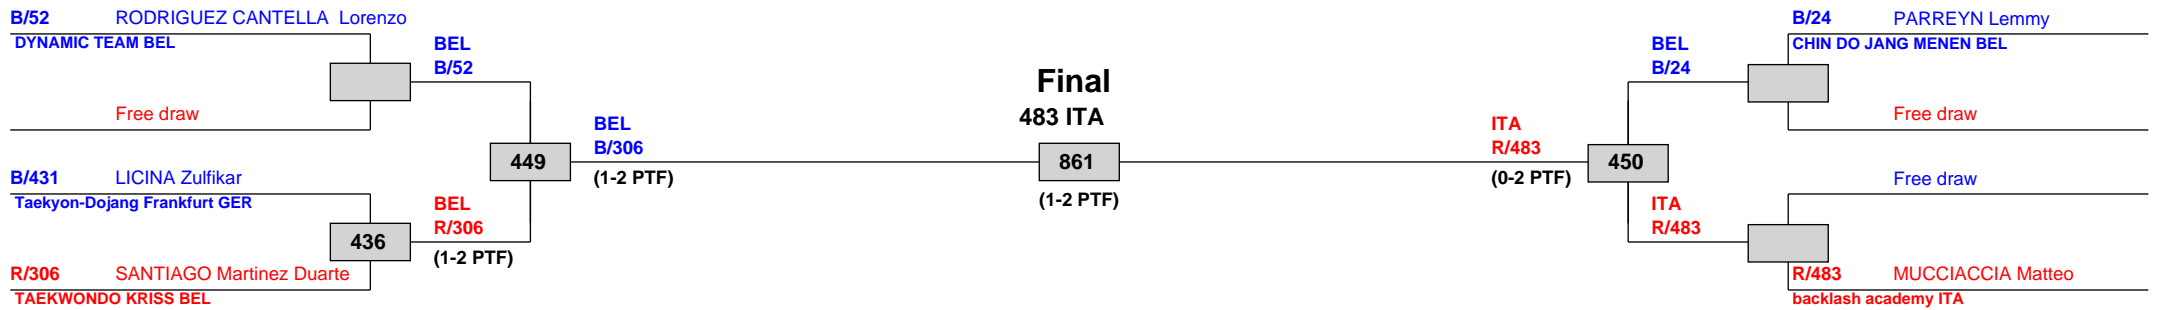 B/52 RODRIGUEZ CANTELLA Lorenzo
DYNAMIC TEAM BEL
Free draw
B/431 LICINA Zulfikar
Taekyon-Dojang Frankfurt GER
R/306 SANTIAGO Martinez Duarte
TAEKWONDO KRISS BEL
BEL
B/52
436
BEL
R/306
(1-2 PTF)
449
BEL
B/306
(1-2 PTF)
Final
483 ITA
861
(1-2 PTF)
ITA
R/483
(0-2 PTF)
450
BEL
B/24
ITA
R/483
B/24 PARREYN Lemmy
CHIN DO JANG MENEN BEL
Free draw
Free draw
R/483 MUCCIACCIA Matteo
backlash academy ITA